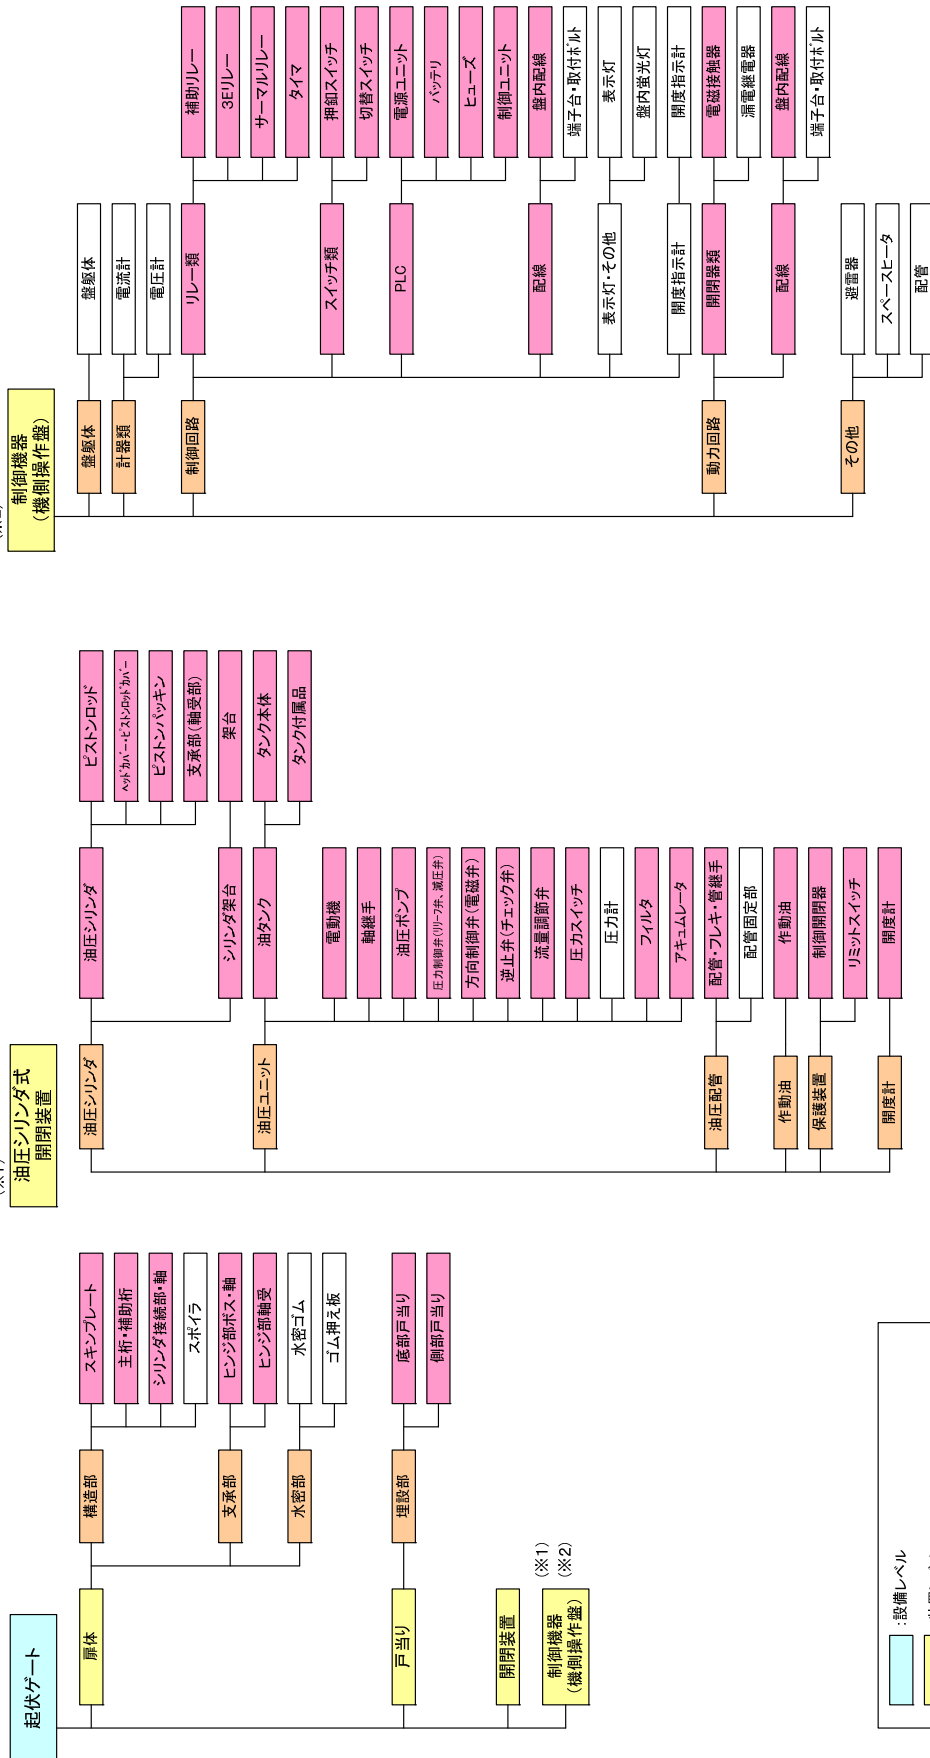 起伏ゲート
扉体
構造部
スキンプレート
主桁・補助桁
シリンダ接続部・軸
スポイラ
支承部
ヒンジ部ボス・軸
ヒンジ部軸受
水密部
水密ゴム
ゴム押え板
戸当り
埋設部
底部戸当り
側部戸当り
開閉装置
(※1)
制御機器
(機側操作盤)
(※2)
油圧シリンダ式
開閉装置
油圧シリンダ
油圧シリンダ
ピストンロッド
ヘッドカバー・ピストンロッドカバー
ピストンパッキン
支承部(軸受部)
シリンダ架台
架台
油圧ユニット
油タンク
タンク本体
タンク付属品
電動機
軸継手
油圧ポンプ
圧力制御弁(リリーフ弁、減圧弁)
方向制御弁(電磁弁)
逆止弁(チェック弁)
流量調節弁
圧力スイッチ
圧力計
フィルタ
アキュムレータ
油圧配管
配管・フレキ・管継手
配管固定部
作動油
作動油
保護装置
制御開閉器
リミットスイッチ
開度計
開度計
制御機器
(機側操作盤)
盤躯体
盤躯体
計器類
電流計
電圧計
制御回路
リレー類
補助リレー
3Eリレー
サーマルリレー
タイマ
スイッチ類
押釦スイッチ
切替スイッチ
PLC
電源ユニット
バッテリ
ヒューズ
制御ユニット
配線
盤内配線
端子台・取付ボルト
表示灯・その他
表示灯
盤内蛍光灯
開度指示計
開度指示計
動力回路
開閉器類
電磁接触器
漏電継電器
配線
盤内配線
端子台・取付ボルト
その他
避雷器
スペースヒータ
配管
:設備レベル